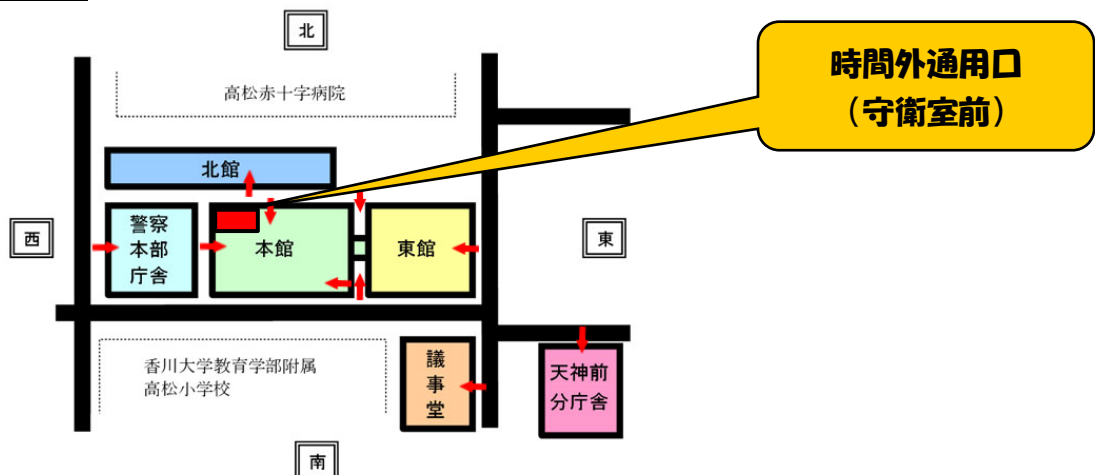 北
時間外通用口
（守衛室前）
高松赤十字病院
北館
西
警察
本部
庁舎
本館
東館
東
香川大学教育学部附属
高松小学校
議
事
堂
天神前
分庁舎
南